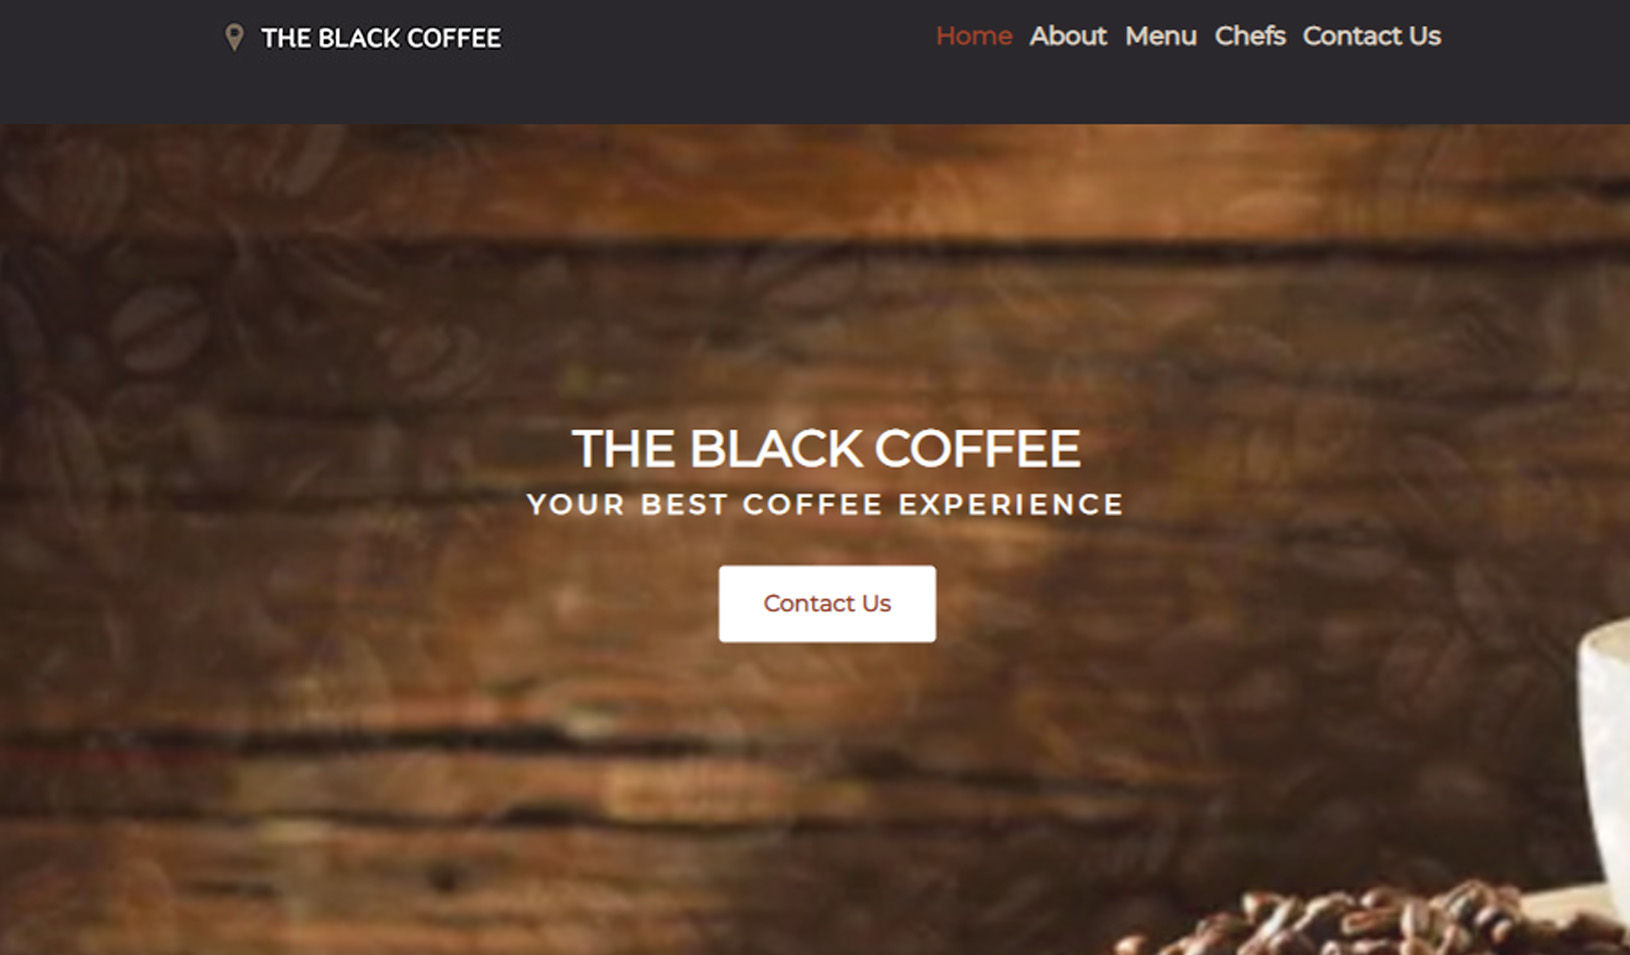 THE BLACK COFFEE
Home About Menu Chefs Contact Us
THE BLACK COFFEE
YOUR BEST COFFEE EXPERIENCE
Contact Us